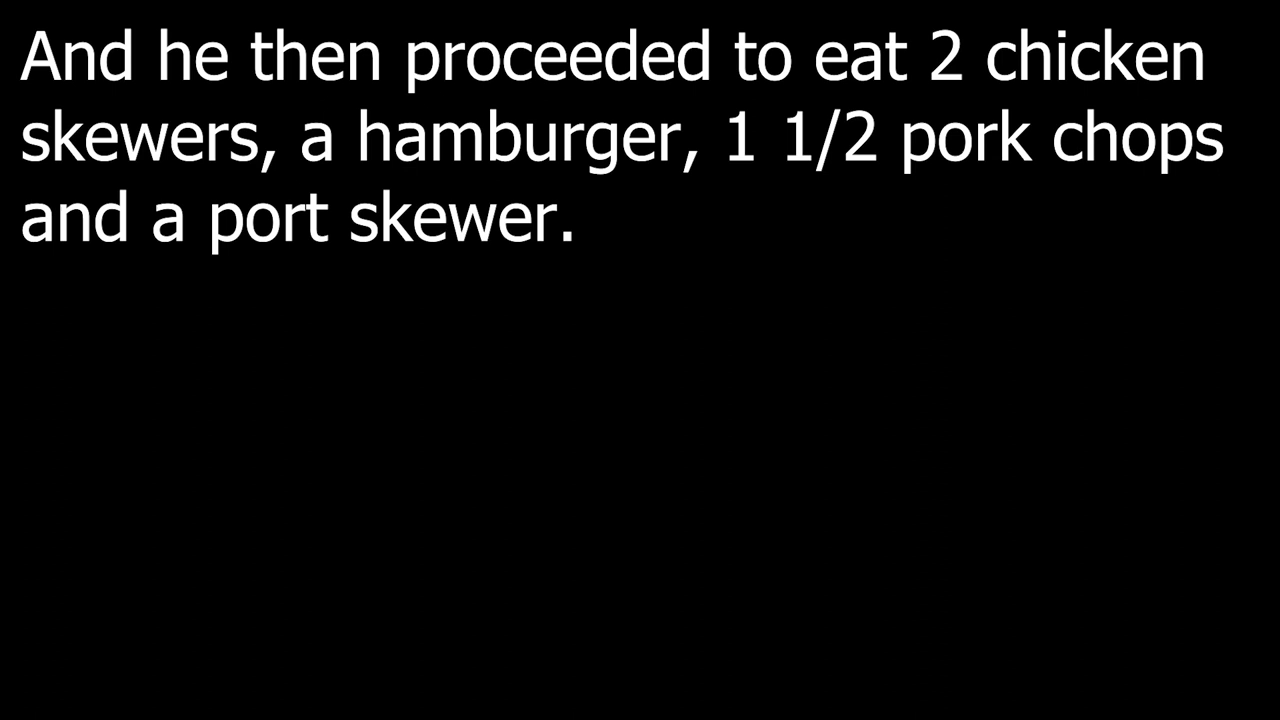 And he then proceeded to eat 2 chicken
skewers, a hamburger, 1 1/2 pork chops
and a port skewer.